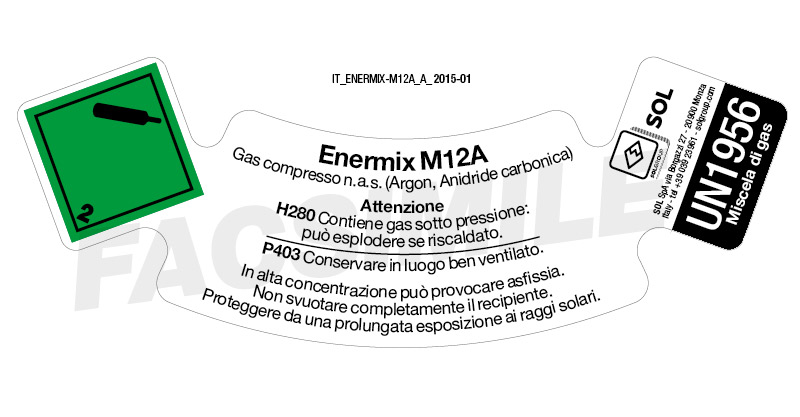 IT_ENERMIX-M12A_A_ 2015-01
2
Enermix M12A
Gas compresso n.a.s. (Argon, Anidride carbonica)
Attenzione
H280 Contiene gas sotto pressione:
può esplodere se riscaldato.
P403 Conservare in luogo ben ventilato.
In alta concentrazione può provocare asfissia.
Non svuotare completamente il recipiente.
Proteggere da una prolungata esposizione ai raggi solari.
FACSIMILE
SOLGROUP
SOL
SOL SpA via Borgazzi 27 - 20900 Monza
Italy - tel +39 039 23961 - solgroup.com
UN1956
Miscela di gas